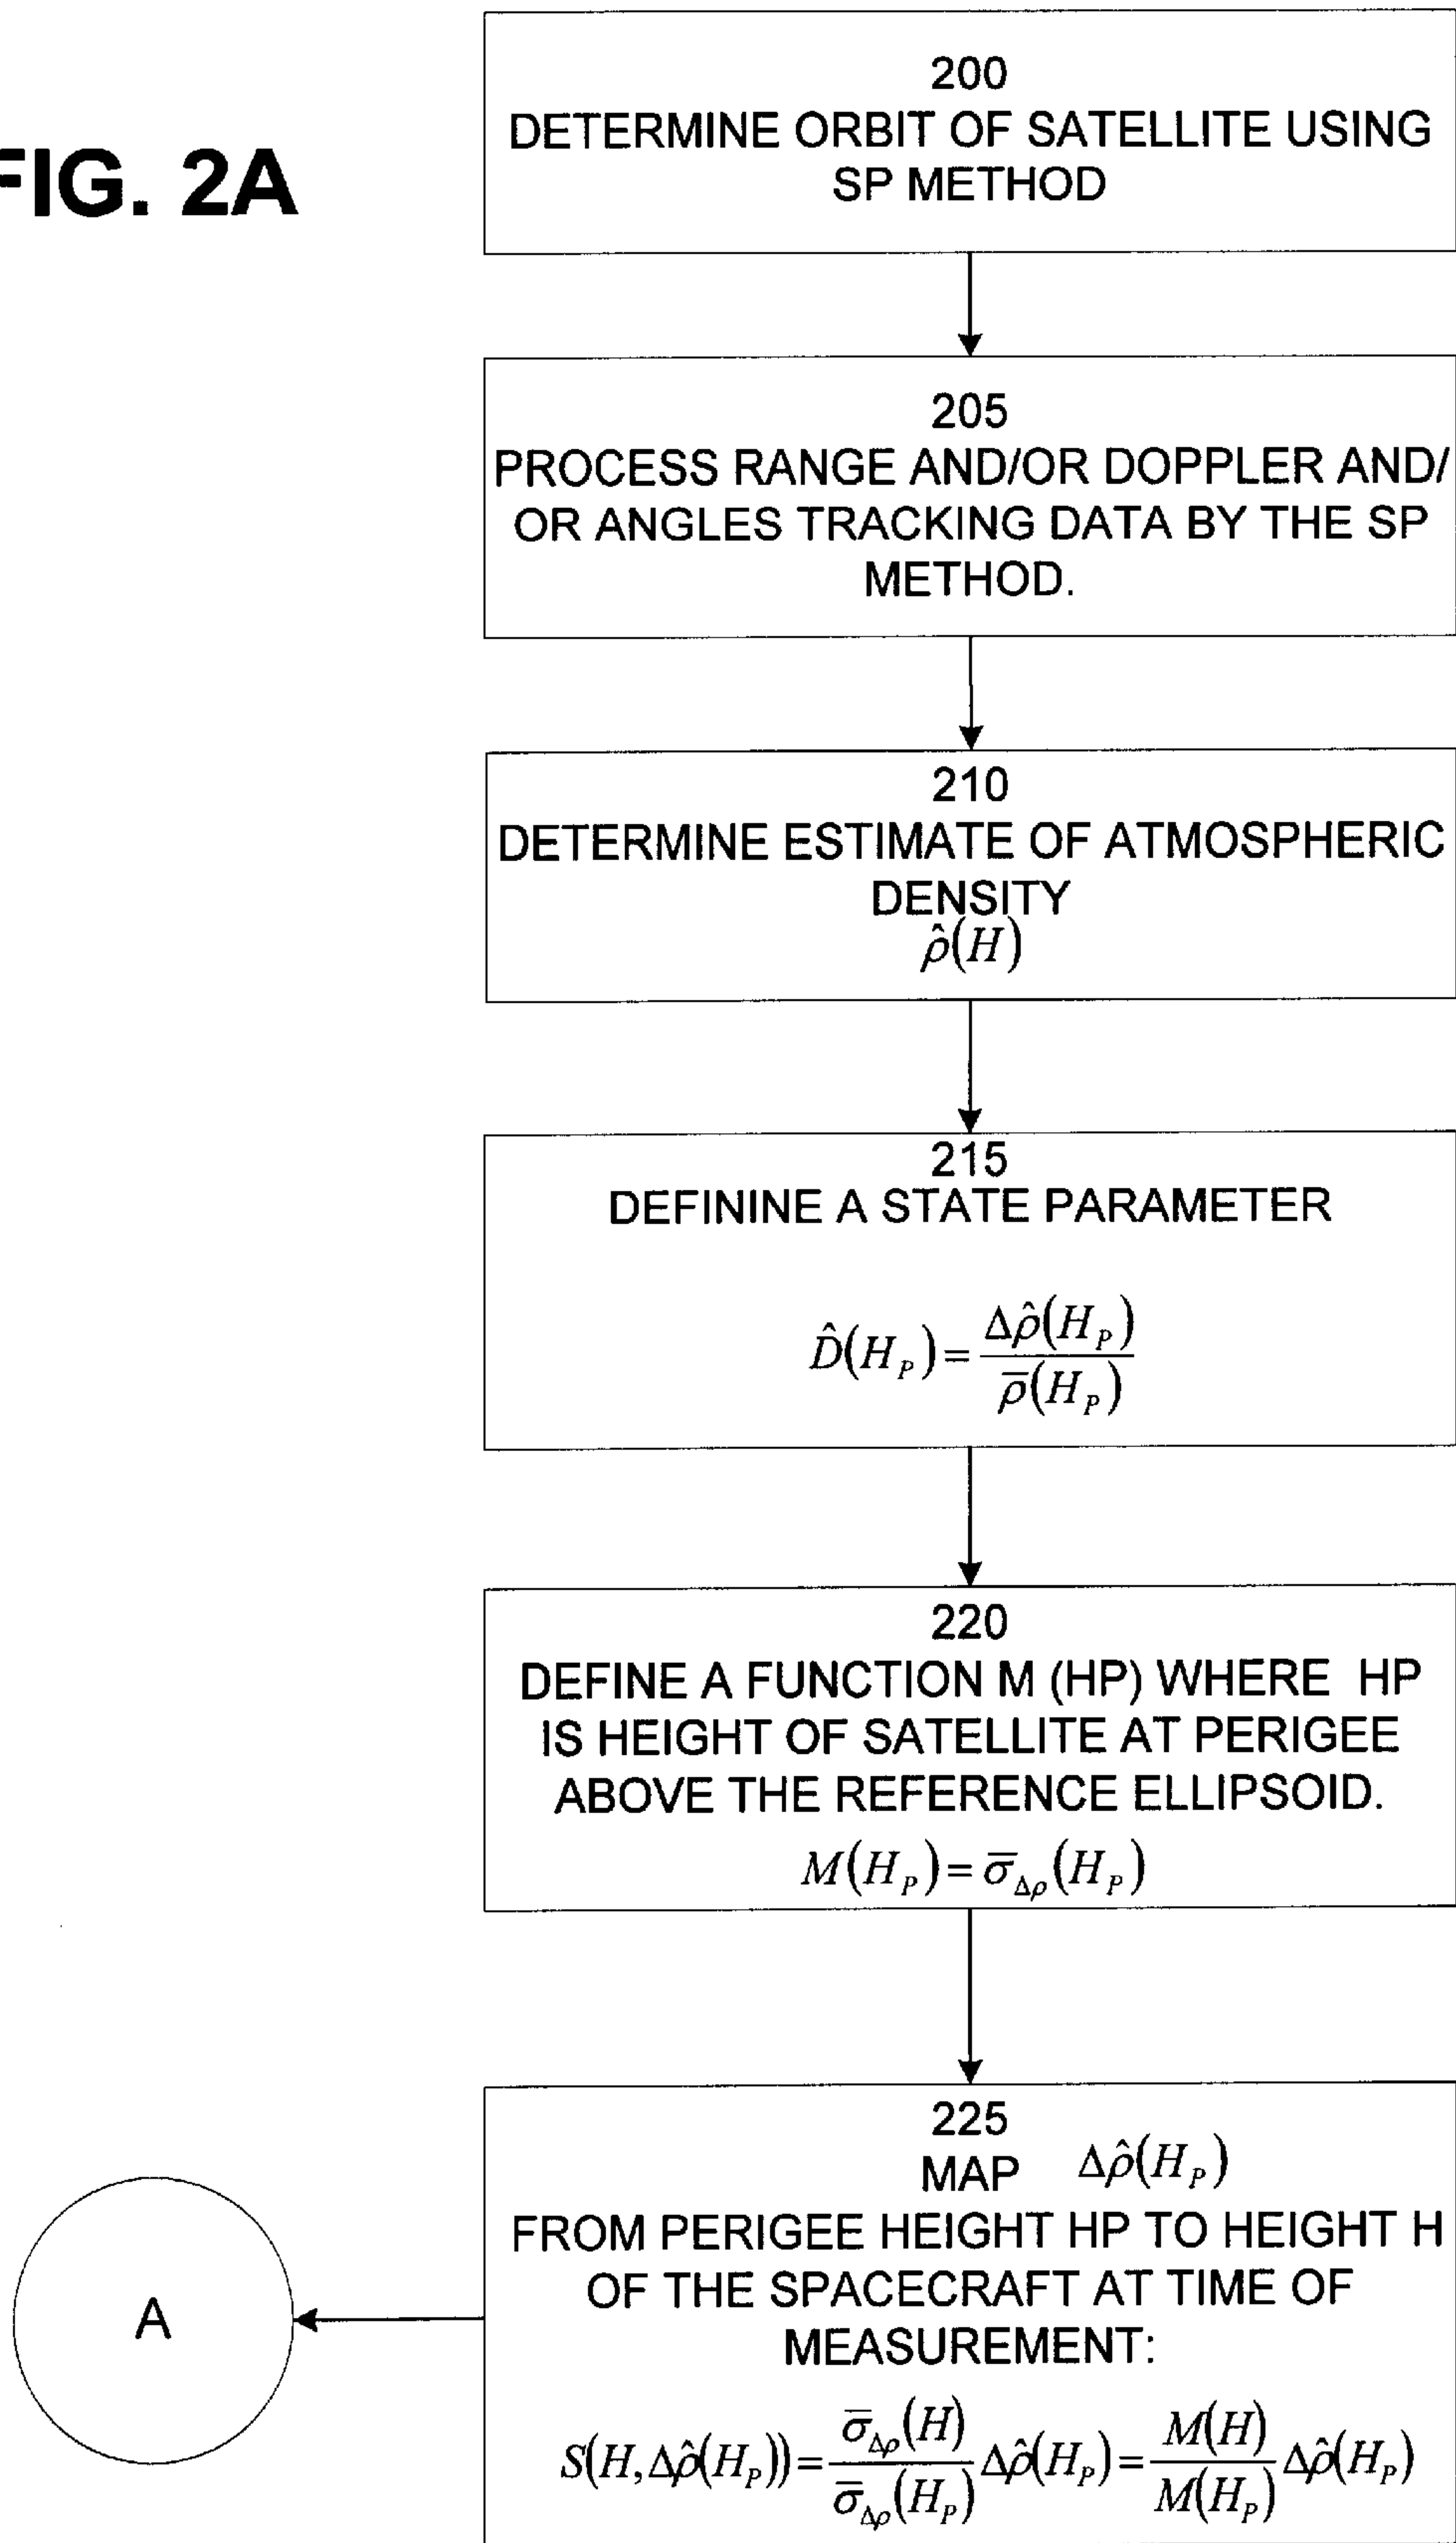 FIG. 2A
200
DETERMINE ORBIT OF SATELLITE USING
SP METHOD
205
PROCESS RANGE AND/OR DOPPLER AND/
OR ANGLES TRACKING DATA BY THE SP
METHOD.
210
DETERMINE ESTIMATE OF ATMOSPHERIC
DENSITY
ρ̂(H)
215
DEFININE A STATE PARAMETER
D̂(H_P) = Δρ̂(H_P) / ρ̄(H_P)
220
DEFINE A FUNCTION M (HP) WHERE HP
IS HEIGHT OF SATELLITE AT PERIGEE
ABOVE THE REFERENCE ELLIPSOID.
M(H_P) = σ̄_Δρ(H_P)
225
MAP Δρ̂(H_P)
FROM PERIGEE HEIGHT HP TO HEIGHT H
OF THE SPACECRAFT AT TIME OF
MEASUREMENT:
S(H, Δρ̂(H_P)) = σ̄_Δρ(H) / σ̄_Δρ(H_P) Δρ̂(H_P) = M(H) / M(H_P) Δρ̂(H_P)
A